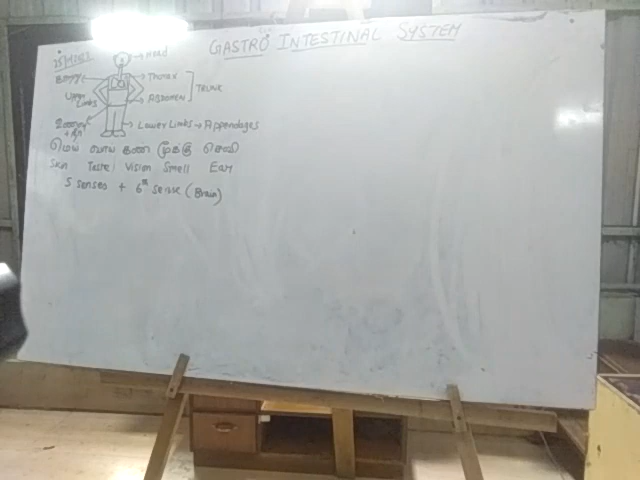 GASTRO INTESTINAL SYSTEM
Head
Thorax
TRUNK
Upper Limbs
ABDOMEN
Lower Limbs → Appendages
மெய் வாய் கண் மூக்கு செவி
Skin Taste Vision Smell Ear
5 senses + 6th sense (Brain)